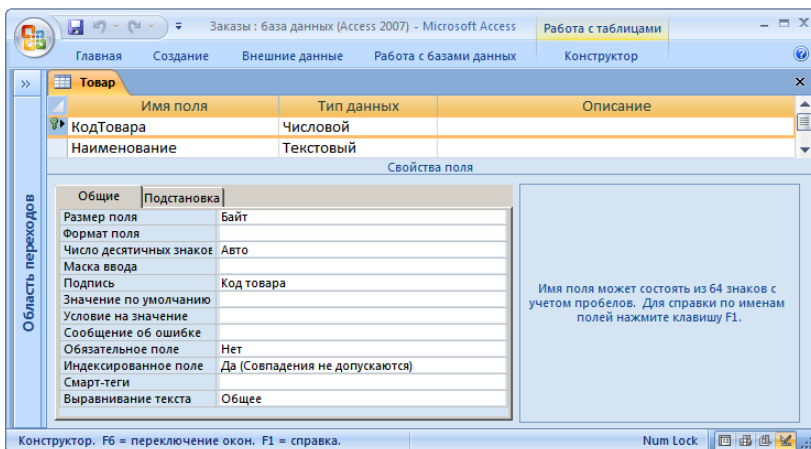 Заказы : база данных (Access 2007) - Microsoft Access
Работа с таблицами
Главная Создание Внешние данные Работа с базами данных Конструктор
Товар
Имя поля Тип данных Описание
КодТовара Числовой
Наименование Текстовый
Свойства поля
Область переходов
Общие Подстановка
Размер поля Байт
Формат поля
Число десятичных знаков Авто
Маска ввода
Подпись Код товара
Значение по умолчанию
Условие на значение
Сообщение об ошибке
Обязательное поле Нет
Индексированное поле Да (Совпадения не допускаются)
Смарт-теги
Выравнивание текста Общее
Имя поля может состоять из 64 знаков с
учетом пробелов. Для справки по именам
полей нажмите клавишу F1.
Конструктор. F6 = переключение окон. F1 = справка. Num Lock